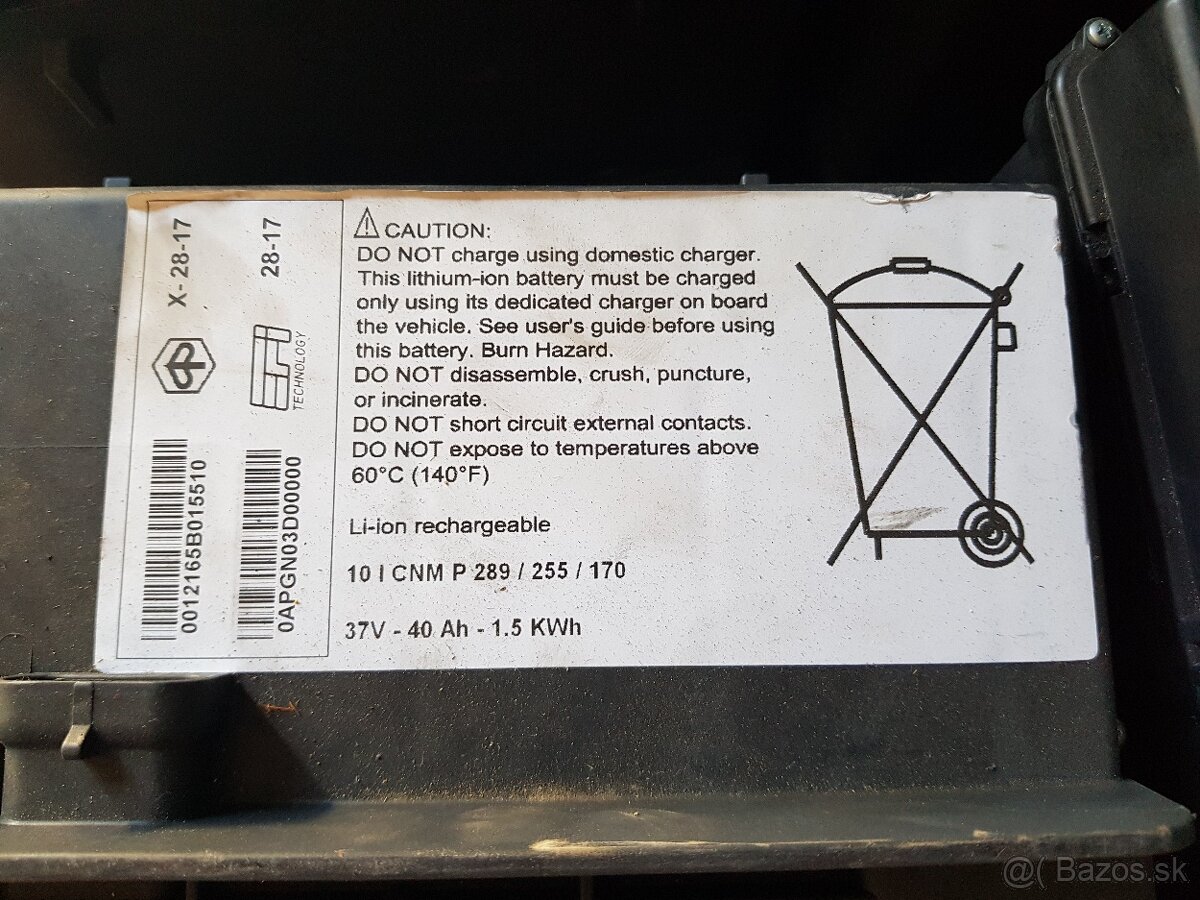 X- 28-17
28-17
TECHNOLOGY
0012165B015510
0APGN03D00000
CAUTION:
DO NOT charge using domestic charger.
This lithium-ion battery must be charged
only using its dedicated charger on board
the vehicle. See user's guide before using
this battery. Burn Hazard.
DO NOT disassemble, crush, puncture,
or incinerate.
DO NOT short circuit external contacts.
DO NOT expose to temperatures above
60°C (140°F)
Li-ion rechargeable
10 I CNM P 289 / 255 / 170
37V - 40 Ah - 1.5 KWh
@( Bazos.sk